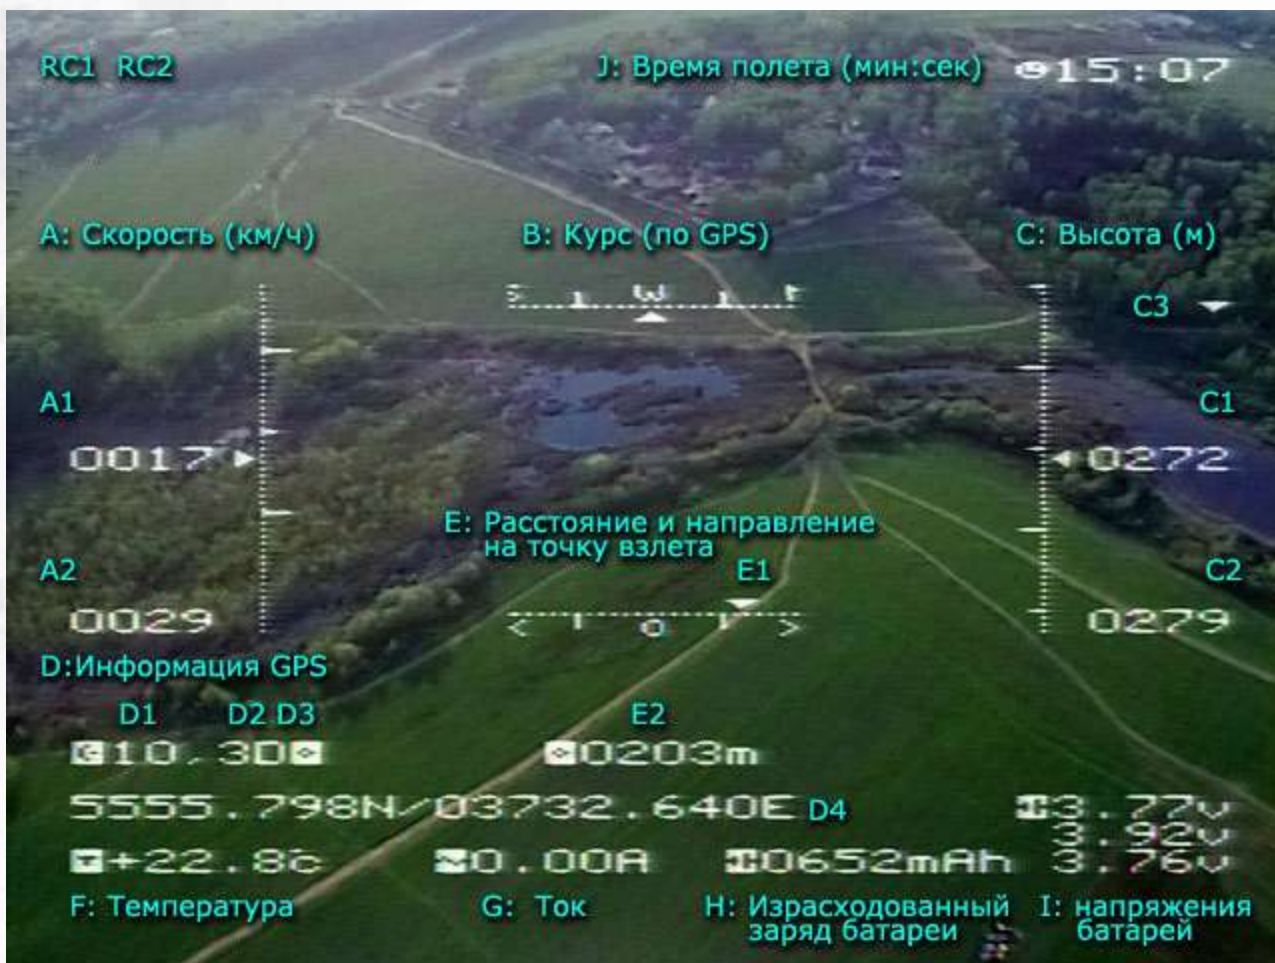 RC1 RC2
J: Время полета (мин:сек) 15:07
A: Скорость (км/ч) B: Курс (по GPS) C: Высота (м)
W
C3
A1 C1
0017 0272
E: Расстояние и направление
на точку взлета
A2 E1 C2
0029 < 0 > 0279
D:Информация GPS
D1 D2 D3 E2
10,3D 0203m
5555.798N/03732.640E D4 3.77v
3.92v
+22.8c 0.00A 0652mAh 3.76v
F: Температура G: Ток H: Израсходованный I: напряжения
заряд батареи батарей